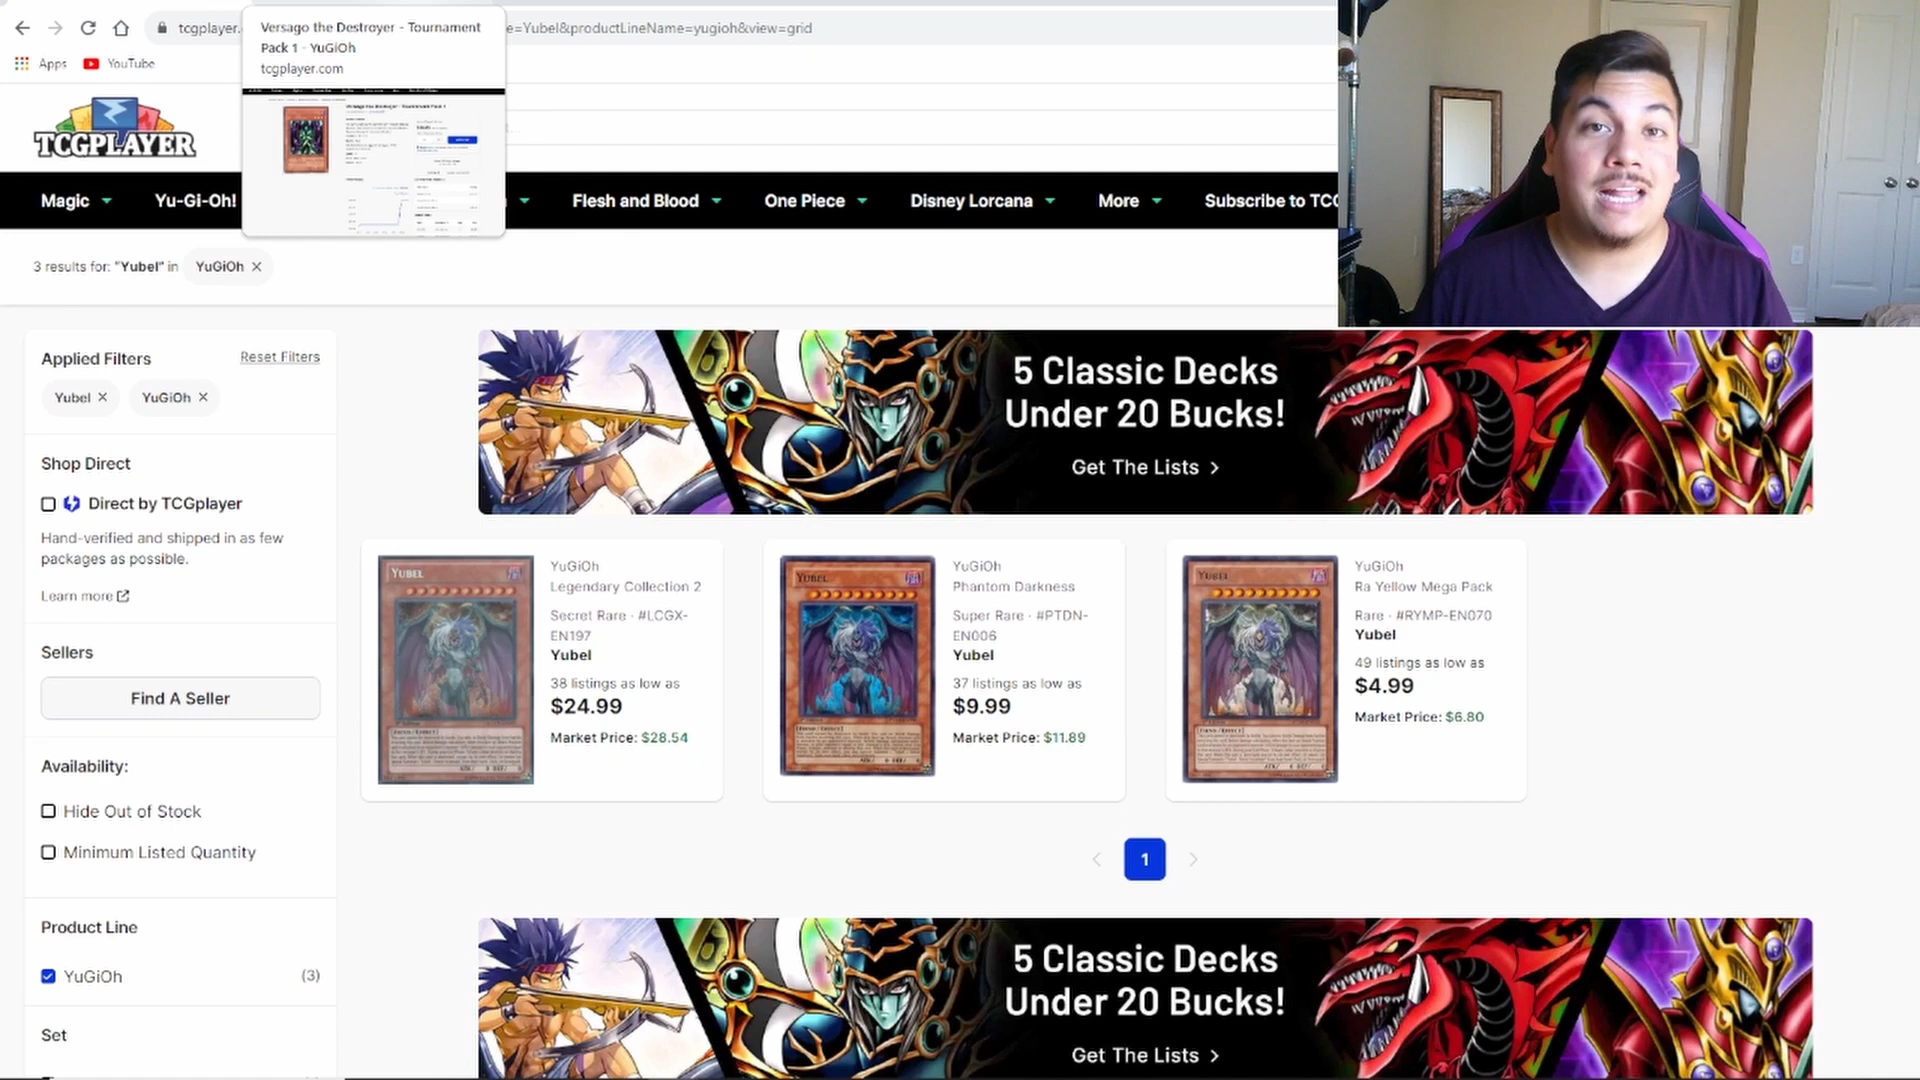 Versago the Destroyer - Tournament
Pack 1 - YuGiOh
tcgplayer.com
tcgplayer.
e=Yubel&productLineName=yugioh&view=grid
Apps
YouTube
TCGPLAYER
Magic
Yu-Gi-Oh!
Flesh and Blood
One Piece
Disney Lorcana
More
Subscribe to TC
3 results for: "Yubel" in
YuGiOh
Applied Filters
Reset Filters
Yubel
YuGiOh
Shop Direct
Direct by TCGplayer
Hand-verified and shipped in as few
packages as possible.
Learn more
Sellers
Find A Seller
Availability:
Hide Out of Stock
Minimum Listed Quantity
Product Line
YuGiOh (3)
Set
5 Classic Decks
Under 20 Bucks!
Get The Lists
YUBEL
YuGiOh
Legendary Collection 2
Secret Rare · #LCGX-
EN197
Yubel
38 listings as low as
$24.99
Market Price: $28.54
YUBEL
YuGiOh
Phantom Darkness
Super Rare · #PTDN-
EN006
Yubel
37 listings as low as
$9.99
Market Price: $11.89
YUBEL
YuGiOh
Ra Yellow Mega Pack
Rare · #RYMP-EN070
Yubel
49 listings as low as
$4.99
Market Price: $6.80
1
5 Classic Decks
Under 20 Bucks!
Get The Lists